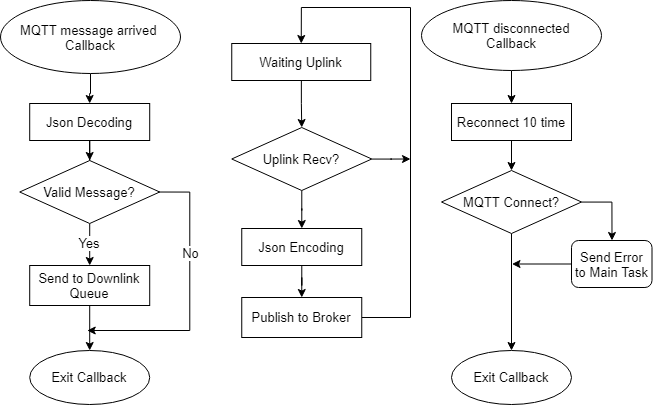 MQTT message arrived
Callback
Json Decoding
Valid Message?
Yes
No
Send to Downlink
Queue
Exit Callback
Waiting Uplink
Uplink Recv?
Json Encoding
Publish to Broker
MQTT disconnected
Callback
Reconnect 10 time
MQTT Connect?
Send Error
to Main Task
Exit Callback